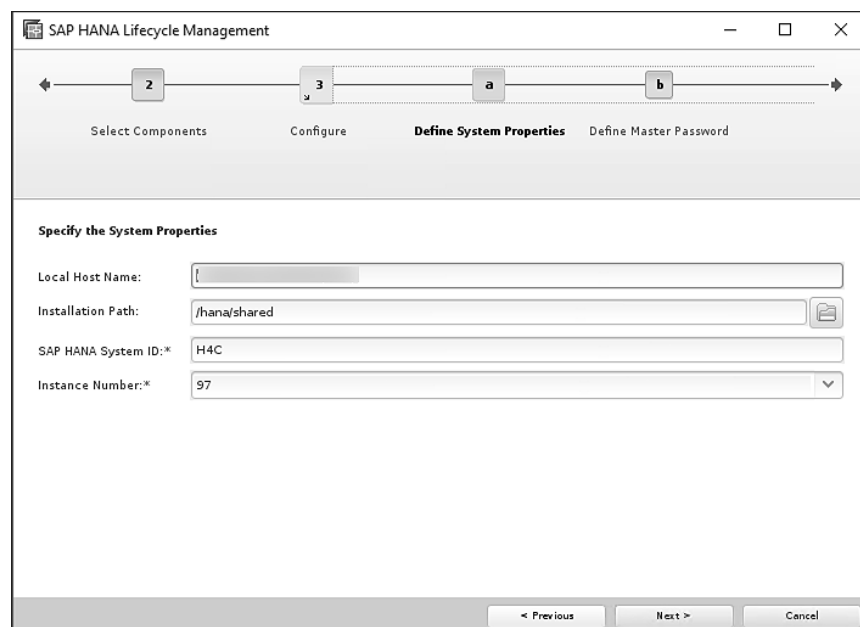 SAP HANA Lifecycle Management
2 3 a b
Select Components Configure Define System Properties Define Master Password
Specify the System Properties
Local Host Name:
Installation Path: /hana/shared
SAP HANA System ID:* H4C
Instance Number:* 97
< Previous Next > Cancel